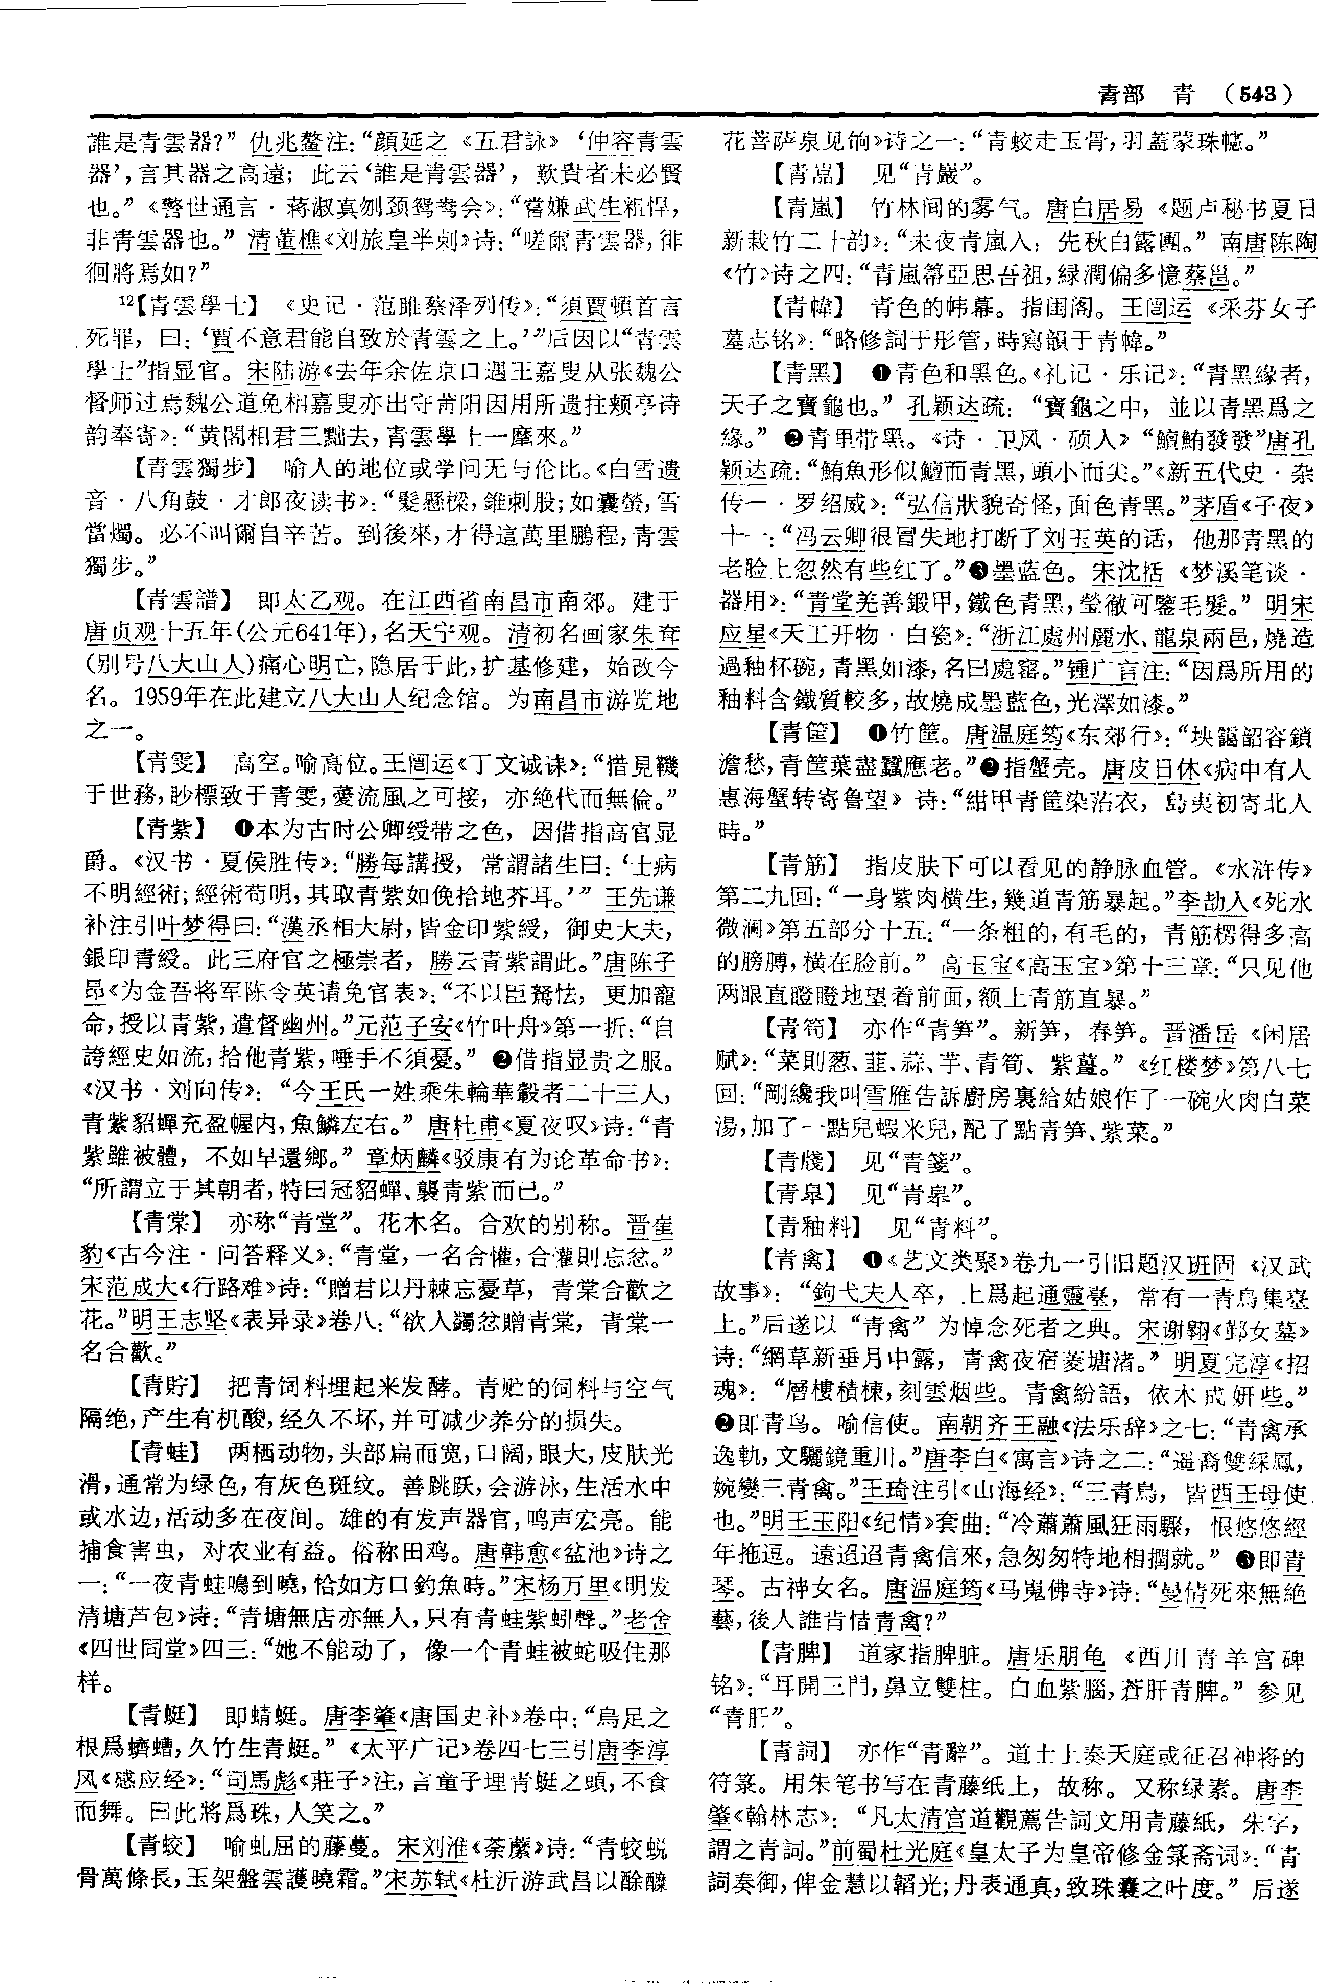 青部　青　（543）
誰是青雲器?”仇兆鳌注:“顏延之《五君詠》‘仲容青雲
器’,言其器之高遠；此云‘誰是青雲器’，歎貴者未必賢
也。”《警世通言·蒋淑真刎颈鸳鸯会》:“嘗嫌武生粗悍，
非青雲器也。”清董樵《刘旅皇半刺》诗:“嗟爾青雲器,徘
徊將焉如?”
12【青雲學士】《史记·范雎蔡泽列传》:“須賈頓首言
死罪，曰：‘賈不意君能自致於青雲之上。’”后因以“青雲
學士”指显官。宋陆游《去年余佐京口遇王嘉叟从张魏公
督师过焉魏公道免相嘉叟亦出守莆阳因用所遗拄颊亭诗
韵奉寄》:“黄閣相君三黜去,青雲學士一麾來。”
【青雲獨步】　喻人的地位或学问无与伦比。《白雪遗
音·八角鼓·才郎夜读书》:“髮懸樑,錐刺股;如囊螢,雪
當燭。必不叫爾自辛苦。到後來,才得這萬里鵬程,青雲
獨步。”
【青雲譜】　即太乙观。在江西省南昌市南郊。建于
唐贞观十五年(公元641年),名天宁观。清初名画家朱耷
(别号八大山人)痛心明亡,隐居于此,扩基修建，始改今
名。1959年在此建立八大山人纪念馆。为南昌市游览地
之一。
【青雯】　高空。喻高位。王闿运《丁文诚诔》:“惜見羈
于世務,眇標致于青雯,薆流風之可接，亦絶代而無倫。”
【青紫】　❶本为古时公卿绶带之色，因借指高官显
爵。《汉书·夏侯胜传》:“勝每講授，常謂諸生曰：‘士病
不明經術;經術苟明,其取青紫如俛拾地芥耳。’”王先谦
补注引叶梦得曰:“漢丞相大尉,皆金印紫綬，御史大夫,
銀印青綬。此三府官之極崇者，勝云青紫謂此。”唐陈子
昂《为金吾将军陈令英请免官表》:“不以臣駑怯，更加寵
命,授以青紫,遣督幽州。”元范子安《竹叶舟》第一折:“自
誇經史如流,拾他青紫,唾手不須憂。”❷借指显贵之服。
《汉书·刘向传》：“今王氏一姓乘朱輪華轂者二十三人,
青紫貂蟬充盈幄内,魚鱗左右。”唐杜甫《夏夜叹》诗:“青
紫雖被體，不如早還鄉。”章炳麟《驳康有为论革命书》:
“所謂立于其朝者,特曰冠貂蟬、襲青紫而已。”
【青棠】　亦称“青堂”。花木名。合欢的别称。晋崔
豹《古今注·问答释义》:“青堂,一名合懽,合懽則忘忿。”
宋范成大《行路难》诗:“贈君以丹棘忘憂草，青棠合歡之
花。”明王志坚《表异录》卷八:“欲人蠲忿贈青棠，青棠一
名合歡。”
【青貯】　把青饲料埋起来发酵。青贮的饲料与空气
隔绝,产生有机酸,经久不坏,并可减少养分的损失。
【青蛙】　两栖动物,头部扁而宽,口阔,眼大,皮肤光
滑,通常为绿色,有灰色斑纹。善跳跃,会游泳,生活水中
或水边,活动多在夜间。雄的有发声器官,鸣声宏亮。能
捕食害虫，对农业有益。俗称田鸡。唐韩愈《盆池》诗之
一:“一夜青蛙鳴到曉,恰如方口釣魚時。”宋杨万里《明发
清塘芦包》诗:“青塘無店亦無人,只有青蛙紫蚓聲。”老舍
《四世同堂》四三:“她不能动了，像一个青蛙被蛇吸住那
样。
【青蜓】　即蜻蜓。唐李肇《唐国史补》卷中:“烏足之
根爲蠐螬,久竹生青蜓。”《太平广记》卷四七三引唐李淳
风《感应经》:“司馬彪《莊子》注,言童子埋青蜓之頭,不食
而舞。曰此將爲珠,人笑之。”
【青蛟】　喻虬屈的藤蔓。宋刘淮《荼䕷》诗:“青蛟蜕
骨萬條長,玉架盤雲護曉霜。”宋苏轼《杜沂游武昌以酴醾
花菩萨泉见饷》诗之一:“青蛟走玉骨,羽蓋蒙珠幰。”
【青嵓】　见“青巖”。
【青嵐】　竹林间的雾气。唐白居易《题卢秘书夏日
新栽竹二十韵》:“未夜青嵐入；先秋白露團。”南唐陈陶
《竹》诗之四:“青嵐帚亞思吾祖,緑潤偏多憶蔡邕。”
【青幃】　青色的帏幕。指闺阁。王闿运《采芬女子
墓志铭》:“略修詞于彤管,時寫韻于青幃。”
【青黑】　❶青色和黑色。《礼记·乐记》:“青黑緣者,
天子之寶龜也。”孔颖达疏：“寶龜之中，並以青黑爲之
緣。”❷青里带黑。《诗·卫风·硕人》“鱣鮪發發”唐孔
颖达疏:“鮪魚形似鱣而青黑,頭小而尖。”《新五代史·杂
传一·罗绍威》:“弘信狀貌奇怪,面色青黑。”茅盾《子夜》
十一:“冯云卿很冒失地打断了刘玉英的话，他那青黑的
老脸上忽然有些红了。”❸墨蓝色。宋沈括《梦溪笔谈·
器用》:“青堂羌善鍛甲,鐵色青黑,瑩徹可鑒毛髮。”明宋
应星《天工开物·白瓷》:“浙江處州麗水、龍泉兩邑,燒造
過釉杯碗,青黑如漆,名曰處窰。”锺广言注:“因爲所用的
釉料含鐵質較多,故燒成墨藍色,光澤如漆。”
【青筐】　❶竹筐。唐温庭筠《东郊行》:“坱靄韶容鎖
澹愁,青筐葉盡蠶應老。”❷指蟹壳。唐皮日休《病中有人
惠海蟹转寄鲁望》诗:“紺甲青筐染菭衣，島夷初寄北人
時。”
【青筋】　指皮肤下可以看见的静脉血管。《水浒传》
第二九回:“一身紫肉横生,幾道青筋暴起。”李劼人《死水
微澜》第五部分十五:“一条粗的,有毛的，青筋楞得多高
的膀膊,横在脸前。”高玉宝《高玉宝》第十三章:“只见他
两眼直瞪瞪地望着前面,额上青筋直暴。”
【青筍】　亦作“青笋”。新笋，春笋。晋潘岳《闲居
赋》:“菜則葱、韮、蒜、芋、青筍、紫薑。”《红楼梦》第八七
回:“剛纔我叫雪雁告訴廚房裏給姑娘作了一碗火肉白菜
湯,加了一點兒蝦米兒,配了點青笋、紫菜。”
【青牋】　见“青箋”。
【青皋】　见“青臯”。
【青釉料】　见“青料”。
【青禽】　❶《艺文类聚》卷九一引旧题汉班固《汉武
故事》：“鉤弋夫人卒，上爲起通靈臺，常有一青鳥集臺
上。”后遂以“青禽”为悼念死者之典。宋谢翱《邺女墓》
诗:“網草新垂月中露，青禽夜宿菱塘渚。”明夏完淳《招
魂》：“層樓積棟,刻雲烟些。青禽紛語，依木成妍些。”
❷即青鸟。喻信使。南朝齐王融《法乐辞》之七:“青禽承
逸軌,文驪鏡重川。”唐李白《寓言》诗之二:“遥裔雙綵鳳,
婉孌三青禽。”王琦注引《山海经》:“三青鳥，皆西王母使
也。”明王玉阳《纪情》套曲:“冷蕭蕭風狂雨驟，恨悠悠經
年拖逗。遠迢迢青禽信來,急匆匆特地相搁就。”❸即青
琴。古神女名。唐温庭筠《马嵬佛寺》诗:“曼倩死來無絶
藝,後人誰肯惜青禽?”
【青脾】　道家指脾脏。唐乐朋龟《西川青羊宫碑
铭》:“耳開三門,鼻立雙柱。白血紫腦,蒼肝青脾。”参见
“青肝”。
【青詞】　亦作“青辭”。道士上奏天庭或征召神将的
符箓。用朱笔书写在青藤纸上，故称。又称绿素。唐李
肇《翰林志》：“凡太清宫道觀薦告詞文用青藤紙，朱字，
謂之青詞。”前蜀杜光庭《皇太子为皇帝修金箓斋词》:“青
詞奏御,俾金慧以韜光;丹表通真,致珠囊之叶度。”后遂